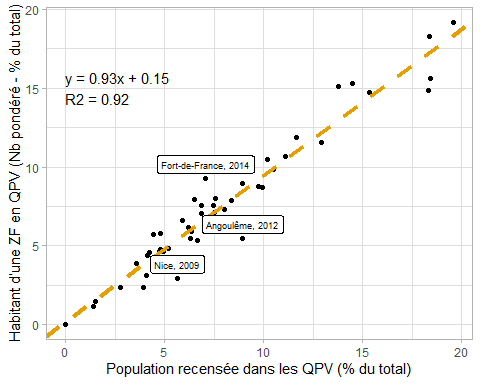 20
15
10
5
0
y = 0.93x + 0.15
R2 = 0.92
Fort-de-France, 2014
Angoulême, 2012
Nice, 2009
0
5
10
15
20
Population recensée dans les QPV (% du total)
Habitant d'une ZF en QPV (Nb pondéré - % du total)